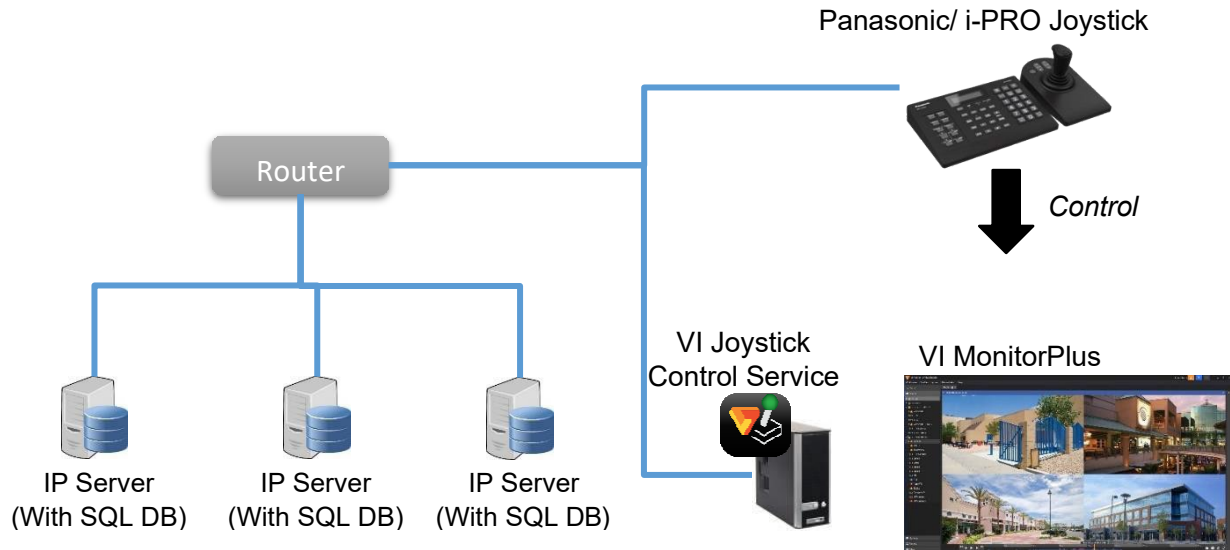 Panasonic/ i-PRO Joystick
Router
Control
VI Joystick
Control Service
VI MonitorPlus
IP Server
(With SQL DB)
IP Server
(With SQL DB)
IP Server
(With SQL DB)